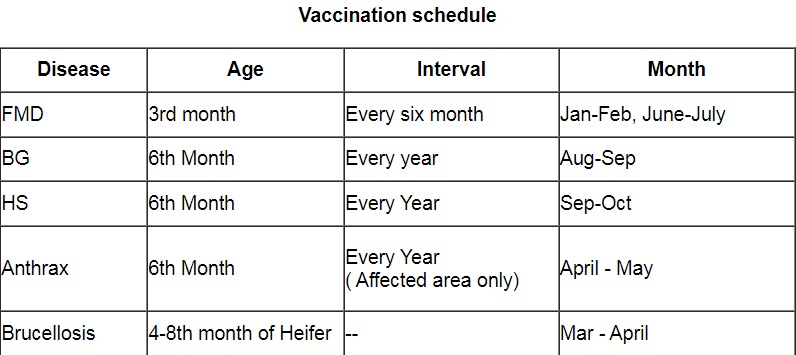 Vaccination schedule
Disease Age Interval Month
FMD 3rd month Every six month Jan-Feb, June-July
BG 6th Month Every year Aug-Sep
HS 6th Month Every Year Sep-Oct
Anthrax 6th Month Every Year
( Affected area only) April - May
Brucellosis 4-8th month of Heifer -- Mar - April